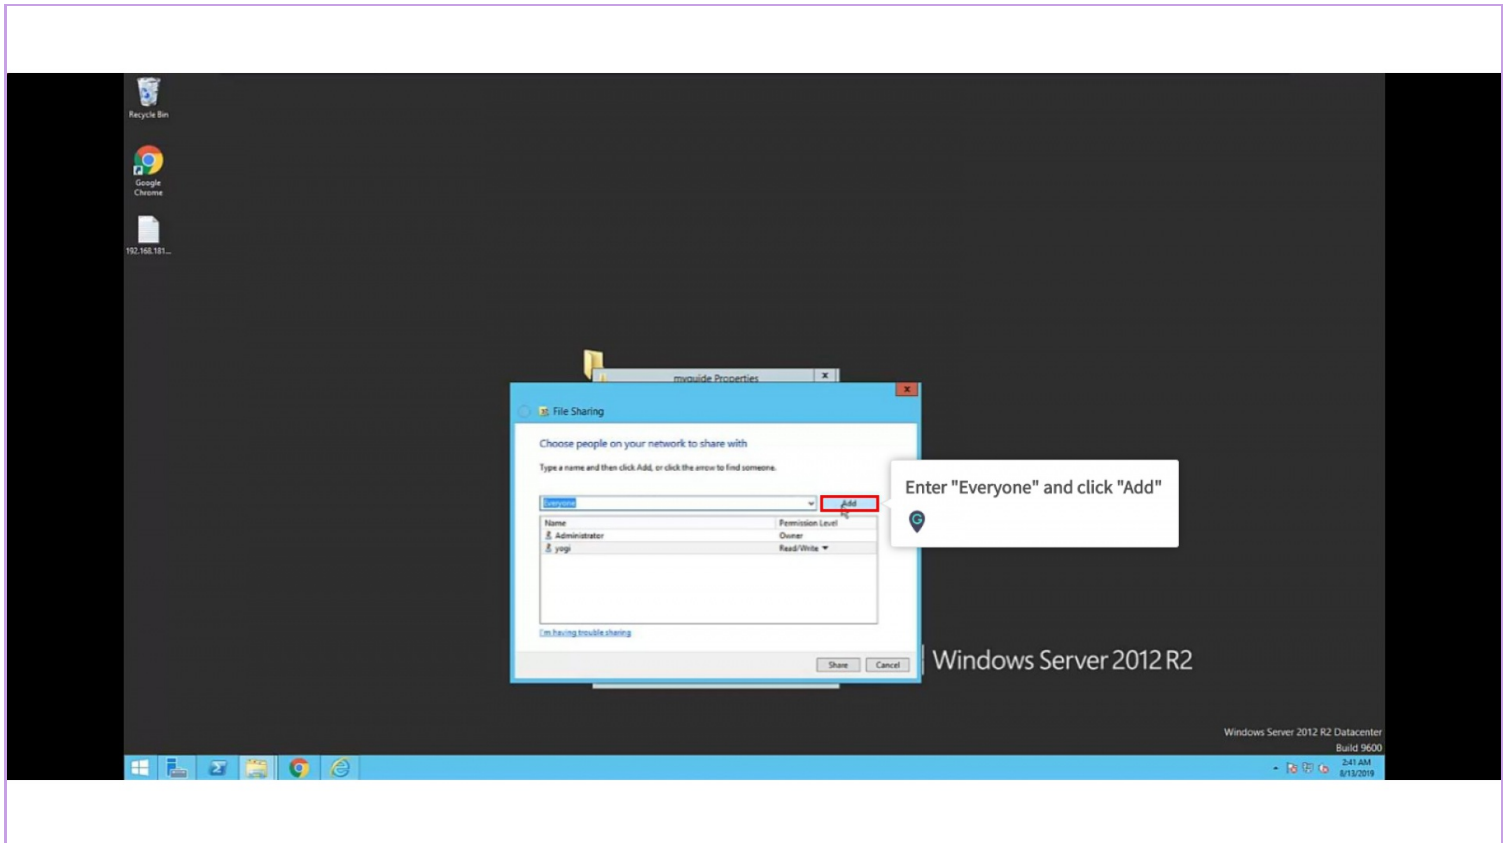 Recycle Bin
Google
Chrome
192.168.181...
myguide Properties
x
x
File Sharing
Choose people on your network to share with
Type a name and then click Add, or click the arrow to find someone.
Everyone
Add
Enter "Everyone" and click "Add"
G
Name Permission Level
Administrator Owner
yogi Read/Write
I'm having trouble sharing
Share Cancel
Windows Server 2012 R2
Windows Server 2012 R2 Datacenter
Build 9600
2:41 AM
8/13/2019